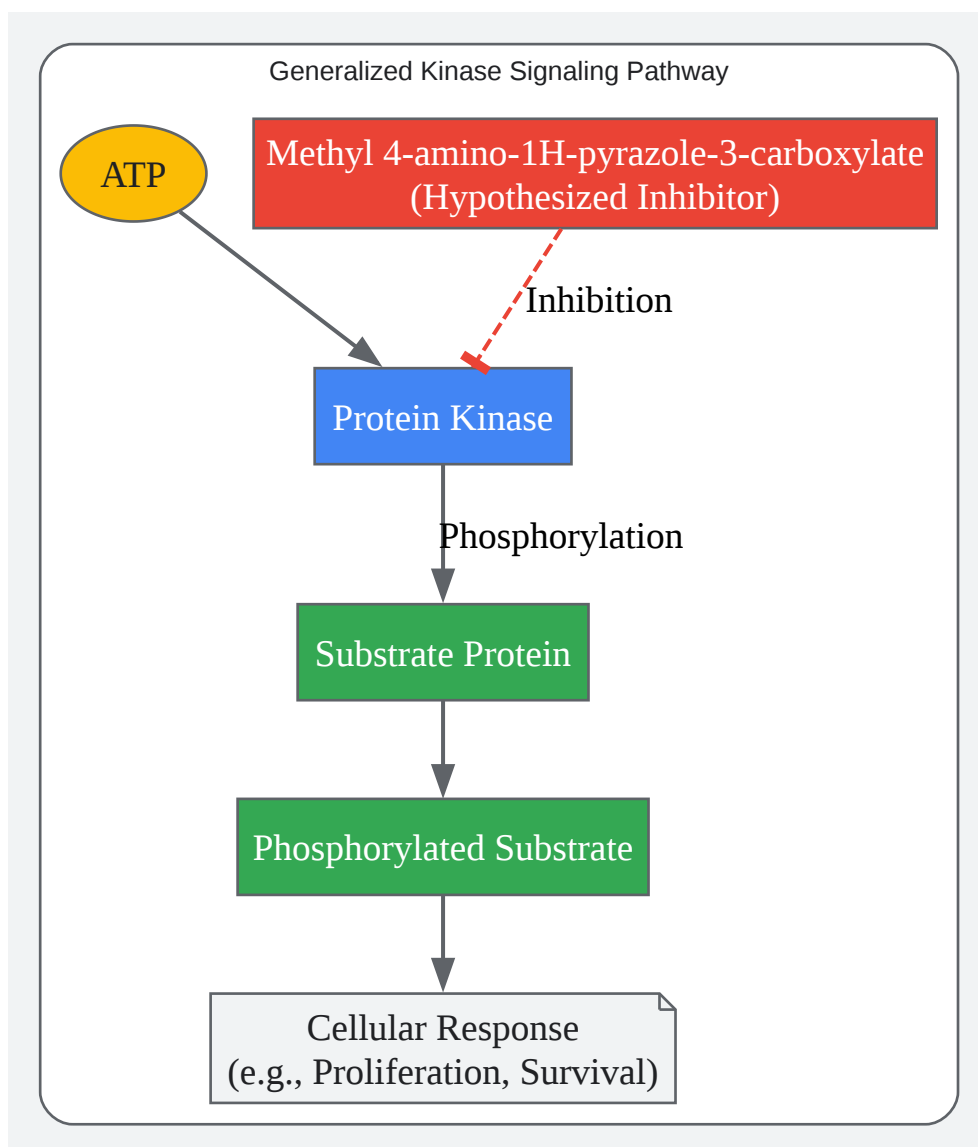 Generalized Kinase Signaling Pathway
ATP
Methyl 4-amino-1H-pyrazole-3-carboxylate
(Hypothesized Inhibitor)
Inhibition
Protein Kinase
Phosphorylation
Substrate Protein
Phosphorylated Substrate
Cellular Response
(e.g., Proliferation, Survival)